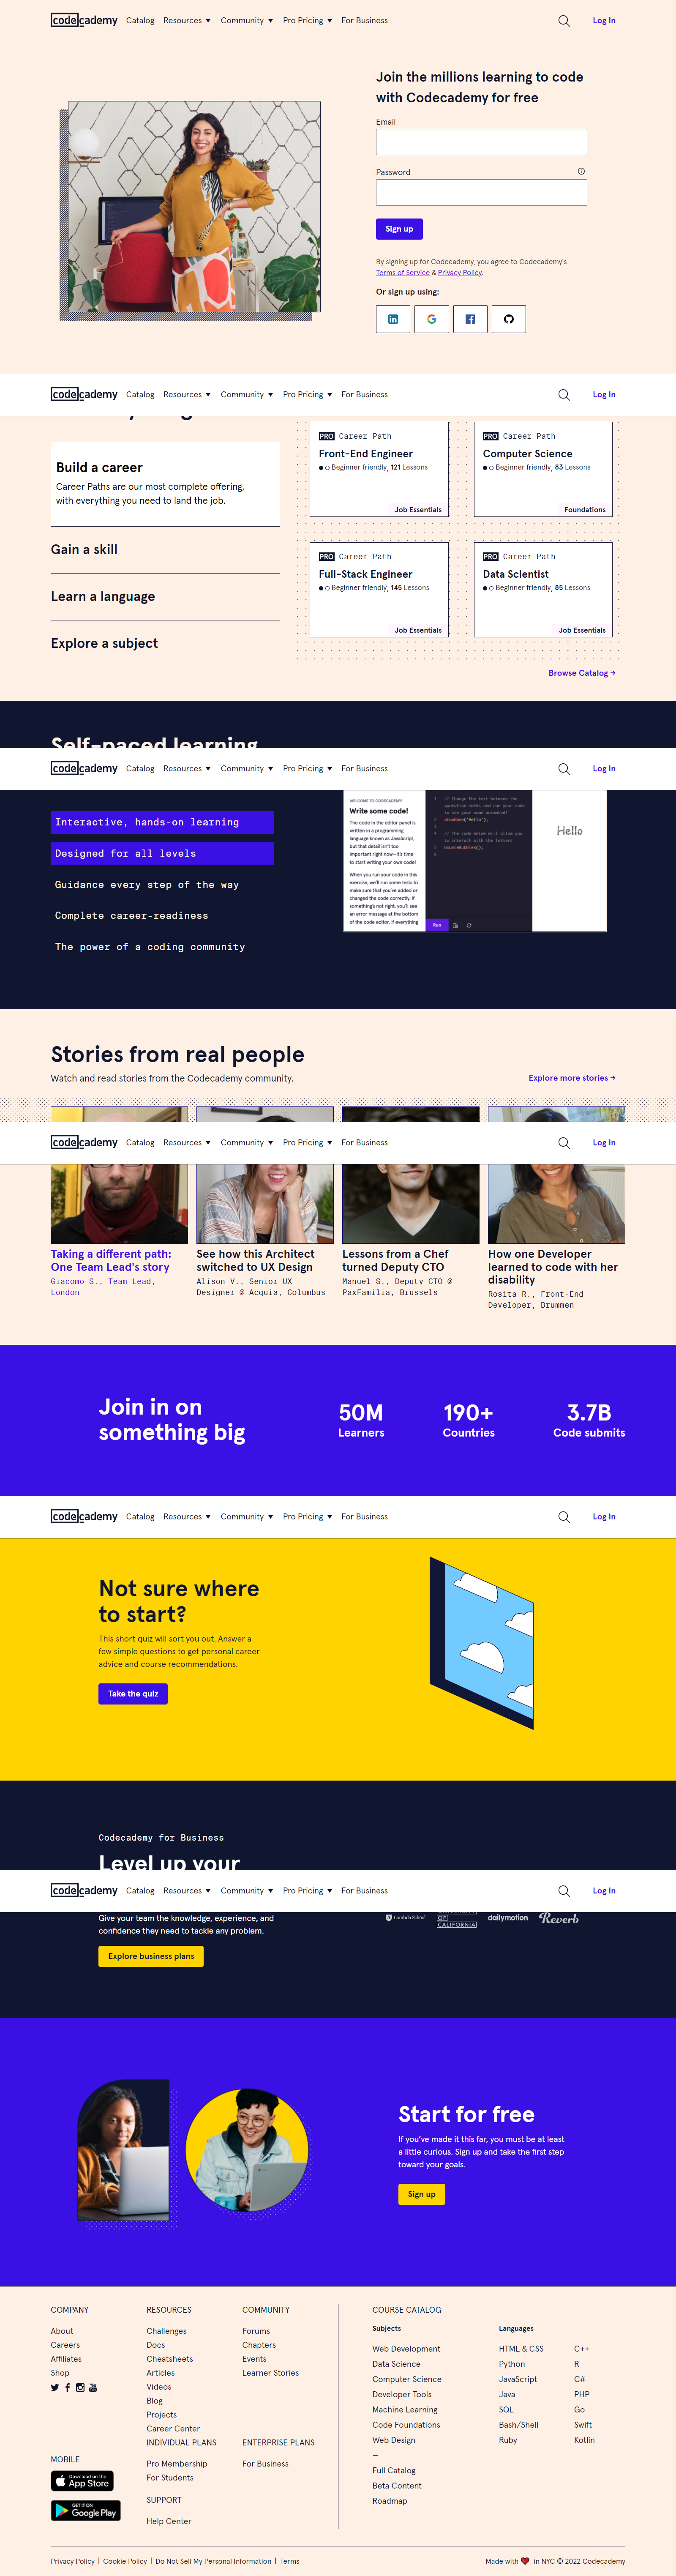 codecademy Catalog Resources Community Pro Pricing For Business Log In
Join the millions learning to code
with Codecademy for free
Email
Password
Sign up
By signing up for Codecademy, you agree to Codecademy's
Terms of Service & Privacy Policy.
Or sign up using:
codecademy Catalog Resources Community Pro Pricing For Business Log In
Build a career
Career Paths are our most complete offering,
with everything you need to land the job.
Gain a skill
Learn a language
Explore a subject
PRO Career Path
Front-End Engineer
Beginner friendly, 121 Lessons
Job Essentials
PRO Career Path
Computer Science
Beginner friendly, 83 Lessons
Foundations
PRO Career Path
Full-Stack Engineer
Beginner friendly, 145 Lessons
Job Essentials
PRO Career Path
Data Scientist
Beginner friendly, 85 Lessons
Job Essentials
Browse Catalog →
Self-paced learning
codecademy Catalog Resources Community Pro Pricing For Business Log In
Interactive, hands-on learning
Designed for all levels
Guidance every step of the way
Complete career-readiness
The power of a coding community
WELCOME TO CODECADEMY!
Write some code!
The code in the editor panel is
written in a programming
language known as JavaScript,
but that detail isn't too
important right now—it's time
to start writing your own code!
When you run your code in this
exercise, we'll run some tests to
make sure that you've added or
changed the code correctly. If
something's not right, you'll see
an error message at the bottom
of the code editor. If everything
1 // Change the text between the
quotation marks and run your code
to see your name animated!
2 drawName("Hello");
3
4 // The code below will allow you
to interact with the letters
5 bounceBubbles();
6
Run
Hello
Stories from real people
Watch and read stories from the Codecademy community.
Explore more stories →
codecademy Catalog Resources Community Pro Pricing For Business Log In
Taking a different path:
One Team Lead's story
Giacomo S., Team Lead,
London
See how this Architect
switched to UX Design
Alison V., Senior UX
Designer @ Acquia, Columbus
Lessons from a Chef
turned Deputy CTO
Manuel S., Deputy CTO @
PaxFamilia, Brussels
How one Developer
learned to code with her
disability
Rosita R., Front-End
Developer, Brummen
Join in on
something big
50M
Learners
190+
Countries
3.7B
Code submits
codecademy Catalog Resources Community Pro Pricing For Business Log In
Not sure where
to start?
This short quiz will sort you out. Answer a
few simple questions to get personal career
advice and course recommendations.
Take the quiz
Codecademy for Business
Level up your
codecademy Catalog Resources Community Pro Pricing For Business Log In
Give your team the knowledge, experience, and
confidence they need to tackle any problem.
Explore business plans
Lambda School
OF
CALIFORNIA
dailymotion
Reverb
Start for free
If you've made it this far, you must be at least
a little curious. Sign up and take the first step
toward your goals.
Sign up
COMPANY
About
Careers
Affiliates
Shop
MOBILE
Download on the
App Store
GET IT ON
Google Play
RESOURCES
Challenges
Docs
Cheatsheets
Articles
Videos
Blog
Projects
Career Center
INDIVIDUAL PLANS
Pro Membership
For Students
SUPPORT
Help Center
COMMUNITY
Forums
Chapters
Events
Learner Stories
ENTERPRISE PLANS
For Business
COURSE CATALOG
Subjects
Web Development
Data Science
Computer Science
Developer Tools
Machine Learning
Code Foundations
Web Design
—
Full Catalog
Beta Content
Roadmap
Languages
HTML & CSS
Python
JavaScript
Java
SQL
Bash/Shell
Ruby
C++
R
C#
PHP
Go
Swift
Kotlin
Privacy Policy | Cookie Policy | Do Not Sell My Personal Information | Terms
Made with ❤ in NYC © 2022 Codecademy